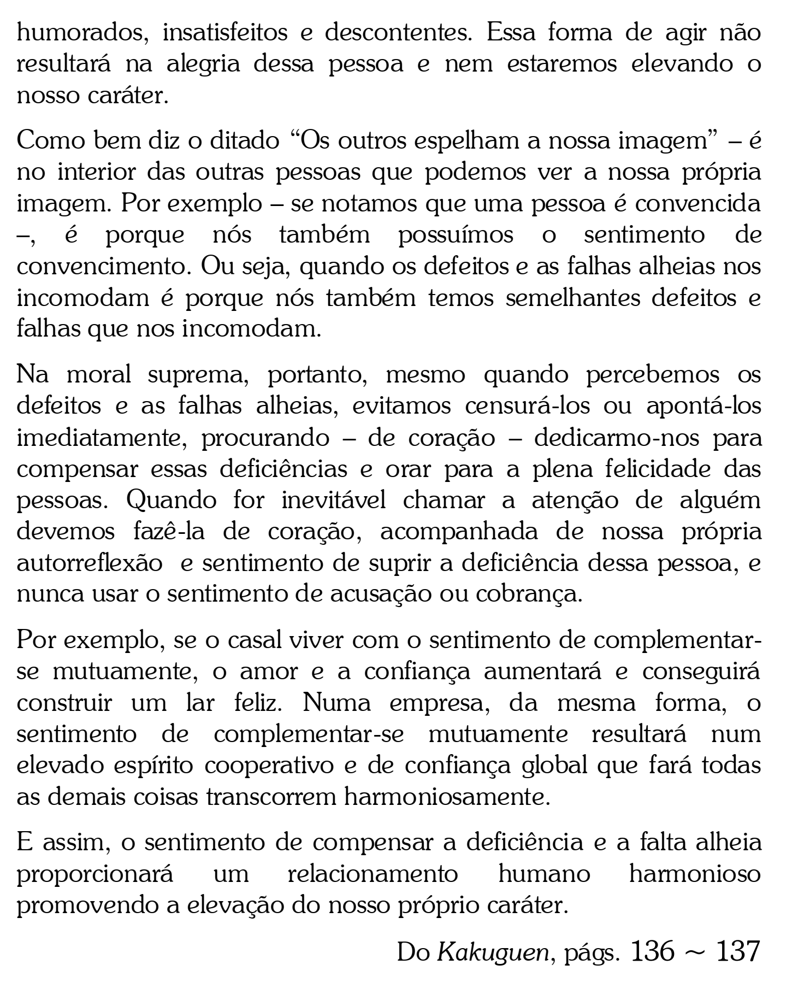 humorados, insatisfeitos e descontentes. Essa forma de agir não
resultará na alegria dessa pessoa e nem estaremos elevando o
nosso caráter.
Como bem diz o ditado “Os outros espelham a nossa imagem” – é
no interior das outras pessoas que podemos ver a nossa própria
imagem. Por exemplo – se notamos que uma pessoa é convencida
–, é porque nós também possuímos o sentimento de
convencimento. Ou seja, quando os defeitos e as falhas alheias nos
incomodam é porque nós também temos semelhantes defeitos e
falhas que nos incomodam.
Na moral suprema, portanto, mesmo quando percebemos os
defeitos e as falhas alheias, evitamos censurá-los ou apontá-los
imediatamente, procurando – de coração – dedicarmo-nos para
compensar essas deficiências e orar para a plena felicidade das
pessoas. Quando for inevitável chamar a atenção de alguém
devemos fazê-la de coração, acompanhada de nossa própria
autorreflexão e sentimento de suprir a deficiência dessa pessoa, e
nunca usar o sentimento de acusação ou cobrança.
Por exemplo, se o casal viver com o sentimento de complementar-
se mutuamente, o amor e a confiança aumentará e conseguirá
construir um lar feliz. Numa empresa, da mesma forma, o
sentimento de complementar-se mutuamente resultará num
elevado espírito cooperativo e de confiança global que fará todas
as demais coisas transcorrem harmoniosamente.
E assim, o sentimento de compensar a deficiência e a falta alheia
proporcionará um relacionamento humano harmonioso
promovendo a elevação do nosso próprio caráter.
Do Kakuguen, págs. 136 ~ 137